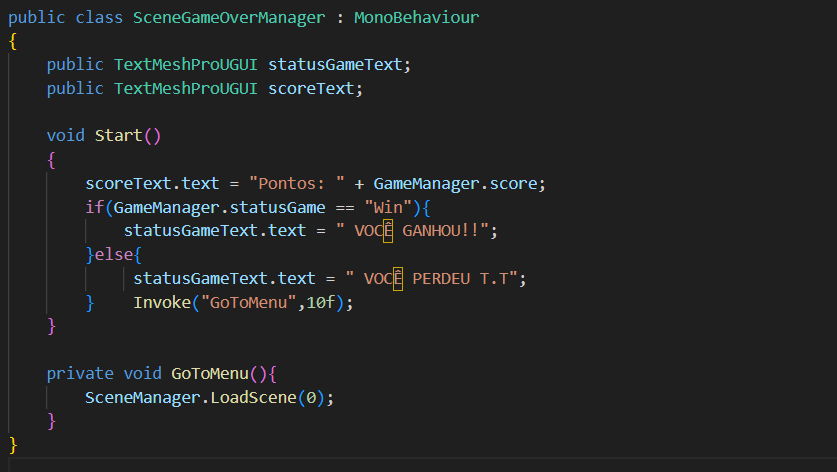 public class SceneGameOverManager : MonoBehaviour
{
    public TextMeshProUGUI statusGameText;
    public TextMeshProUGUI scoreText;

    void Start()
    {
        scoreText.text = "Pontos: " + GameManager.score;
        if(GameManager.statusGame == "Win"){
            statusGameText.text = " VOCÊ GANHOU!!";
        }else{
             statusGameText.text = " VOCÊ PERDEU T.T";
        }    Invoke("GoToMenu",10f);
    }

    private void GoToMenu(){
        SceneManager.LoadScene(0);
    }
}